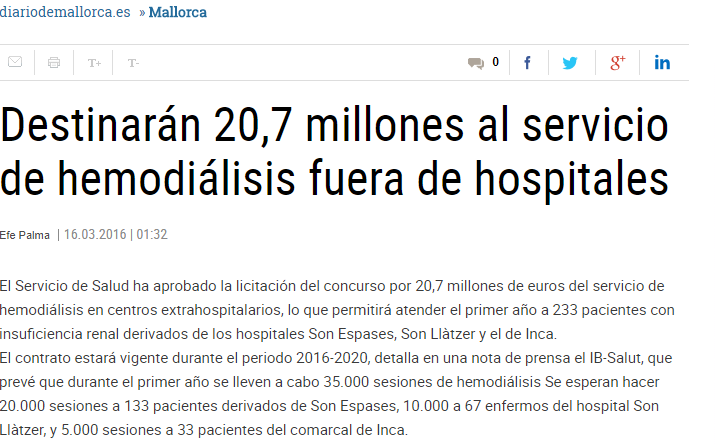 diariodemallorca.es » Mallorca
T+ T- 0 f g+ in
Destinarán 20,7 millones al servicio
de hemodiálisis fuera de hospitales
Efe Palma | 16.03.2016 | 01:32
El Servicio de Salud ha aprobado la licitación del concurso por 20,7 millones de euros del servicio de
hemodiálisis en centros extrahospitalarios, lo que permitirá atender el primer año a 233 pacientes con
insuficiencia renal derivados de los hospitales Son Espases, Son Llàtzer y el de Inca.
El contrato estará vigente durante el periodo 2016-2020, detalla en una nota de prensa el IB-Salut, que
prevé que durante el primer año se lleven a cabo 35.000 sesiones de hemodiálisis Se esperan hacer
20.000 sesiones a 133 pacientes derivados de Son Espases, 10.000 a 67 enfermos del hospital Son
Llàtzer, y 5.000 sesiones a 33 pacientes del comarcal de Inca.